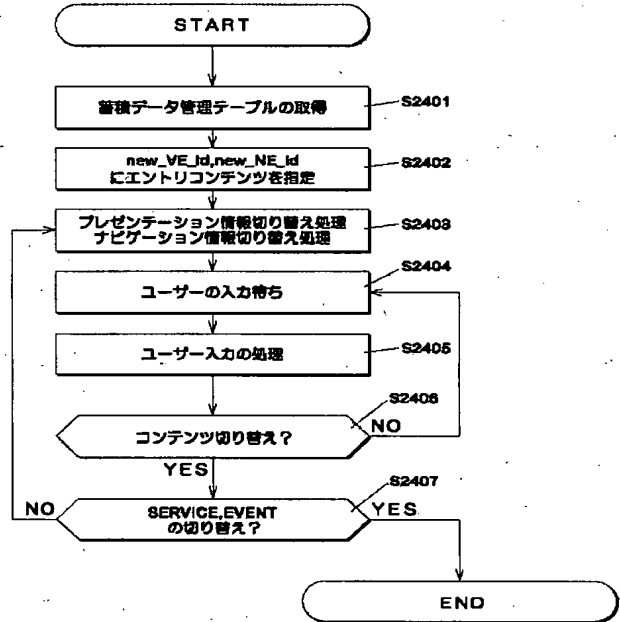 START
蓄積データ管理テーブルの取得
S2401
new_VE_id,new_NE_id
にエントリコンテンツを指定
S2402
プレゼンテーション情報切り替え処理
ナビゲーション情報切り替え処理
S2403
S2404
ユーザーの入力待ち
ユーザー入力の処理
S2405
S2406
コンテンツ切り替え?
NO
YES
S2407
NO
SERVICE,EVENT
の切り替え?
YES
END